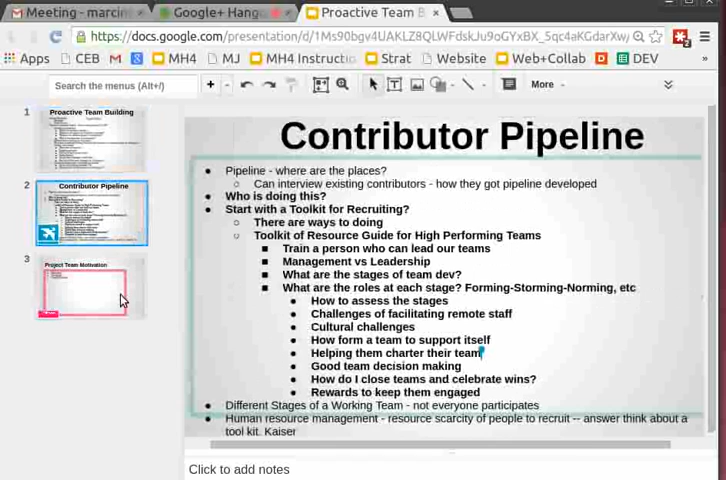 Meeting - marcin
Google+ Hang
Proactive Team B
https://docs.google.com/presentation/d/1Ms90bgv4UAKLZ8QLWFdskJu9oGYxBX_5qc4aKGdarXw/
Apps CEB MH4 MJ MH4 Instructio Strat Website Web+Collab DEV
Search the menus (Alt+/)
More
1
Proactive Team Building
2
Contributor Pipeline
3
Project Team Motivation
Contributor Pipeline
● Pipeline - where are the places?
○ Can interview existing contributors - how they got pipeline developed
● Who is doing this?
● Start with a Toolkit for Recruiting?
○ There are ways to doing
○ Toolkit of Resource Guide for High Performing Teams
■ Train a person who can lead our teams
■ Management vs Leadership
■ What are the stages of team dev?
■ What are the roles at each stage? Forming-Storming-Norming, etc
● How to assess the stages
● Challenges of facilitating remote staff
● Cultural challenges
● How form a team to support itself
● Helping them charter their team
● Good team decision making
● How do I close teams and celebrate wins?
● Rewards to keep them engaged
● Different Stages of a Working Team - not everyone participates
● Human resource management - resource scarcity of people to recruit -- answer think about a
tool kit. Kaiser
Click to add notes